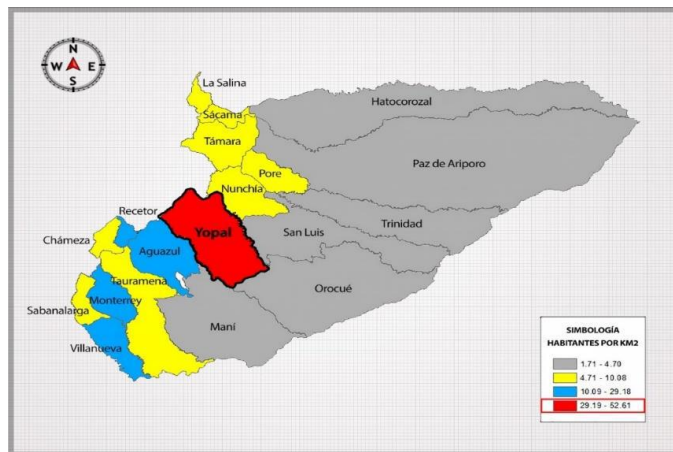 N
W E
S
La Salina
Hatocorozal
Sácama
Támara
Paz de Ariporo
Pore
Nunchía
Recetor
Trinidad
Yopal
San Luis
Chámeza
Aguazul
Tauramena
Orocué
Monterrey
Sabanalarga
Maní
Villanueva
SIMBOLOGÍA
HABITANTES POR KM2
1.71 - 4.70
4.71 - 10.08
10.09 - 29.18
29.19 - 52.61